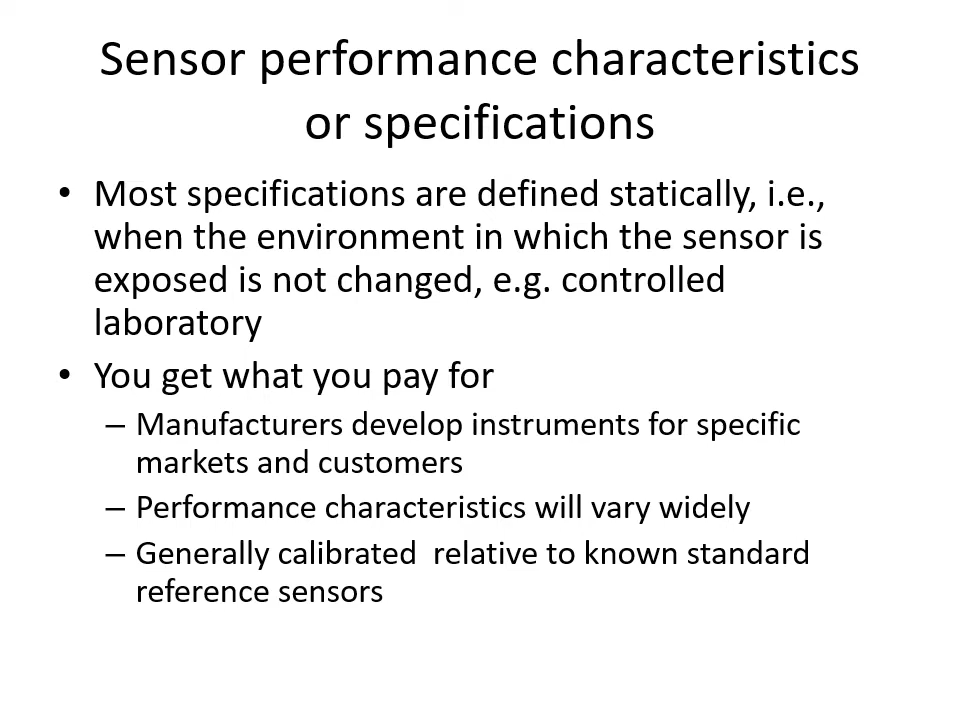 Sensor performance characteristics
or specifications
• Most specifications are defined statically, i.e.,
when the environment in which the sensor is
exposed is not changed, e.g. controlled
laboratory
• You get what you pay for
– Manufacturers develop instruments for specific
markets and customers
– Performance characteristics will vary widely
– Generally calibrated  relative to known standard
reference sensors